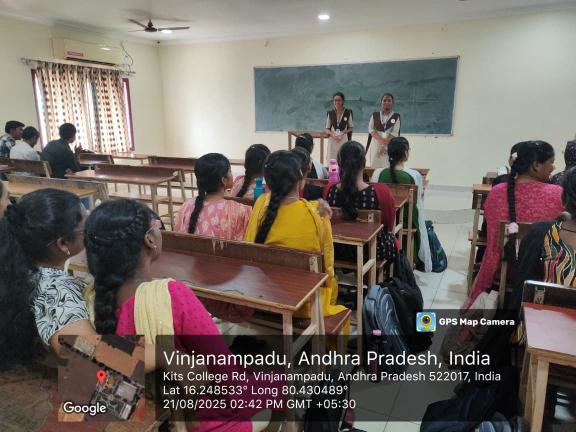 GPS Map Camera
Vinjanampadu, Andhra Pradesh, India
Kits College Rd, Vinjanampadu, Andhra Pradesh 522017, India
Lat 16.248533° Long 80.430489°
21/08/2025 02:42 PM GMT +05:30
Google